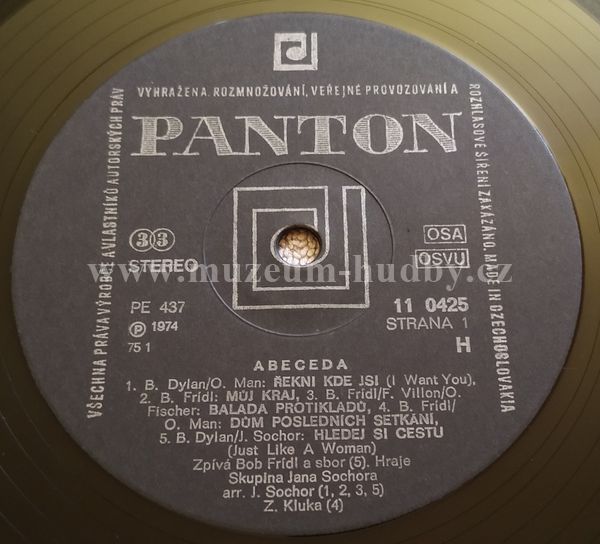 VYHRAŽENA. ROZMNOŽOVÁNÍ, VEŘEJNÉ PROVOZOVÁNÍ A
PANTON
VŠECHNA PRÁVA VÝROBCE A VLASTNÍKŮ AUTORSKÝCH PRÁV
ROZHLASOVÉ ŠÍŘENÍ ZAKÁZÁNO. MADE IN CZECHOSLOVAKIA
33
STEREO
OSA
OSVU
www.muzeum-hudby.cz
PE 437
11 0425
℗ 1974
STRANA 1
75 1
H
ABECEDA
1. B. Dylan/O. Man: ŘEKNI KDE JSI (I Want You),
2. B. Frídl: MŮJ KRAJ, 3. B. Frídl/F. Villon/O.
Fischer: BALADA PROTIKLADŮ, 4. B. Frídl/
O. Man: DŮM POSLEDNÍCH SETKÁNÍ,
5. B. Dylan/J. Sochor: HLEDEJ SI CESTU
(Just Like A Woman)
Zpívá Bob Frídl a sbor (5). Hraje
Skupina Jana Sochora
arr. J. Sochor (1, 2, 3, 5)
Z. Kluka (4)